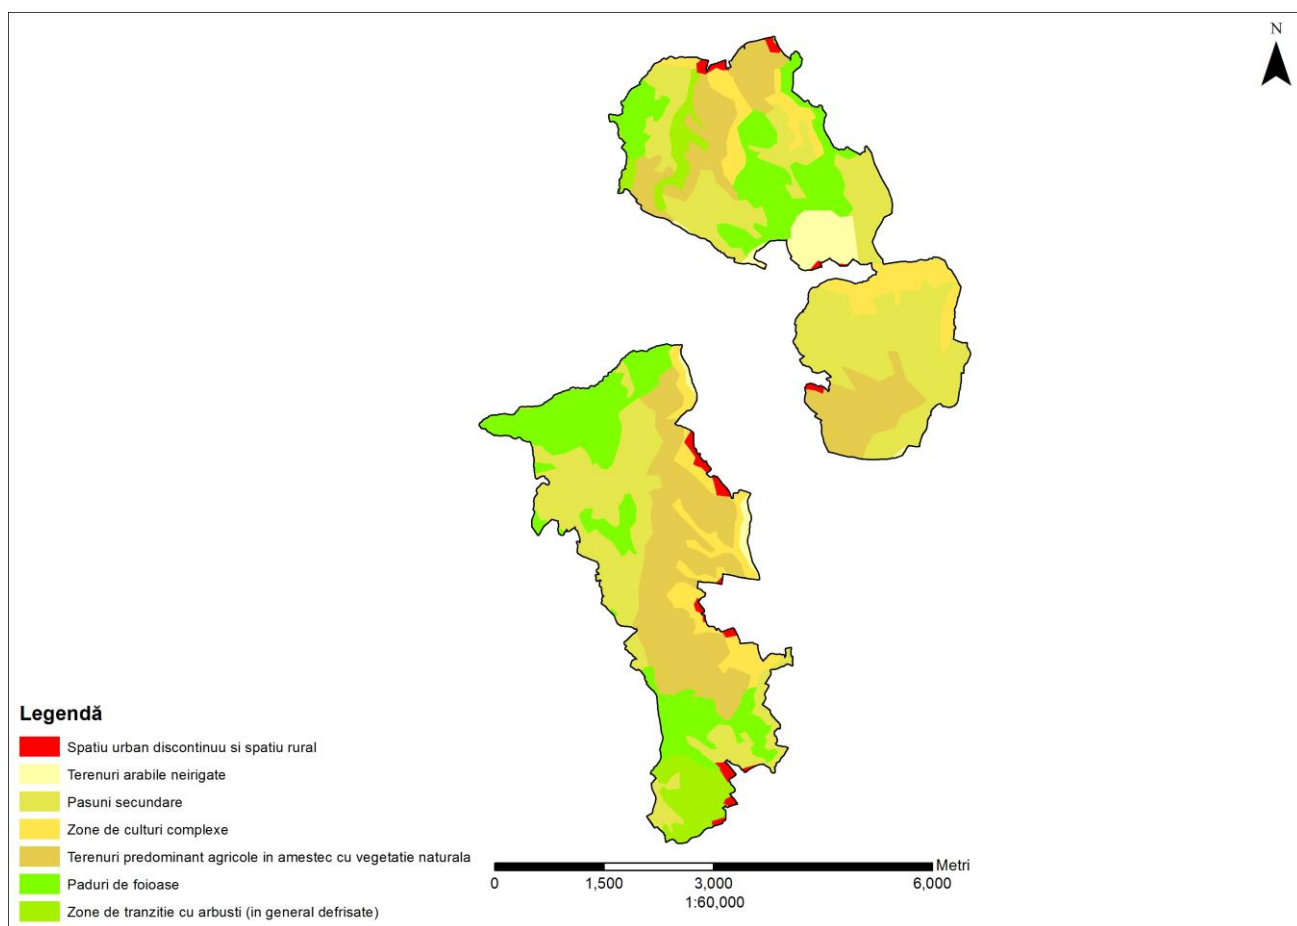 N
Legendă
Spatiu urban discontinuu si spatiu rural
Terenuri arabile neirigate
Pasuni secundare
Zone de culturi complexe
Terenuri predominant agricole in amestec cu vegetatie naturala
Paduri de foioase
Zone de tranzitie cu arbusti (in general defrisate)
Metri
0 1,500 3,000 6,000
1:60,000